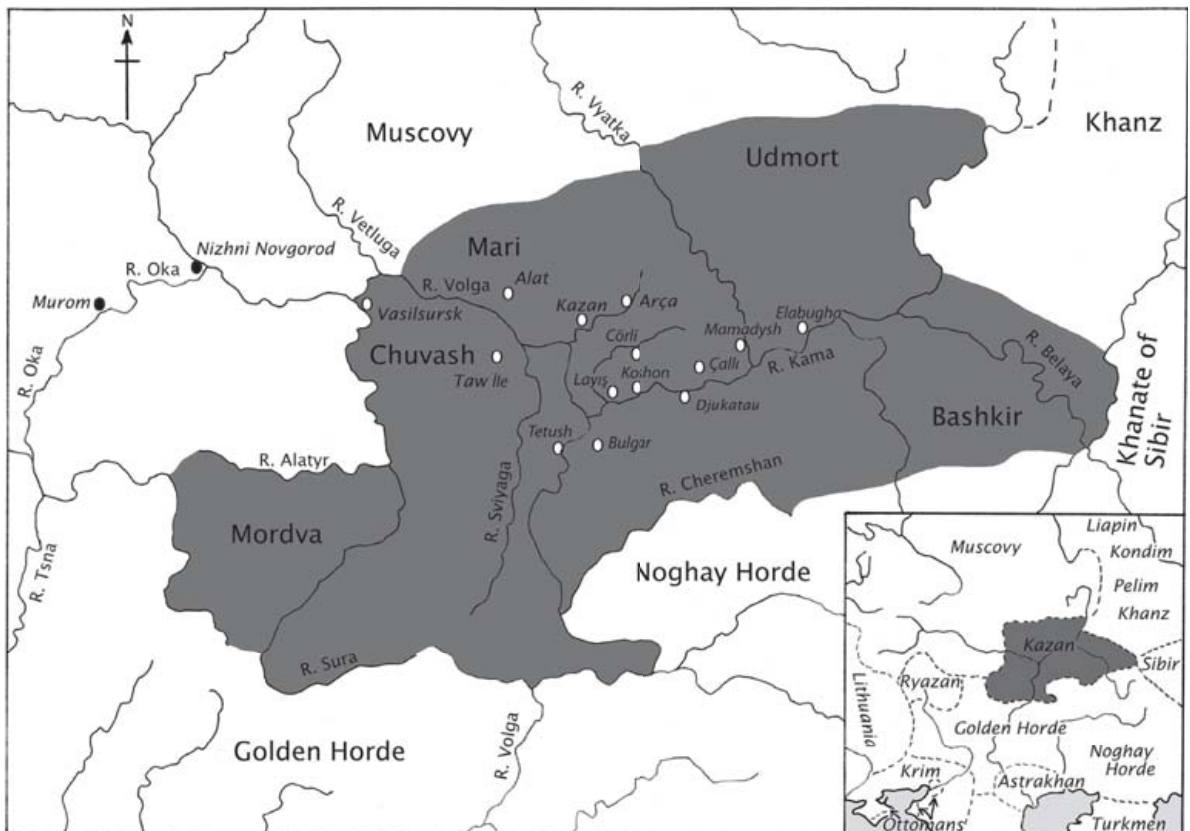 N
Muscovy
R. Vyatka
Khanz
Udmort
R. Vetluga
Nizhni Novgorod
R. Oka
Mari
Murom
R. Volga
Alat
Kazan
Arça
Vasilsursk
Elabugha
Mamadysh
Cörli
Chuvash
Taw İle
R. Oka
Layış
Koshon
Çallı
R. Kama
R. Belaya
Djukatau
Khanate of
Sibir
Bashkir
Tetush
Bulgar
R. Alatyr
R. Cheremshan
R. Sviyaga
Mordva
R. Tsna
Noghay Horde
R. Sura
Golden Horde
R. Volga
Liapin
Muscovy
Kondim
Pelim
Khanz
Kazan
Sibir
Lithuania
Ryazan
Golden Horde
Noghay
Horde
Krim
Astrakhan
Ottomans
Turkmen